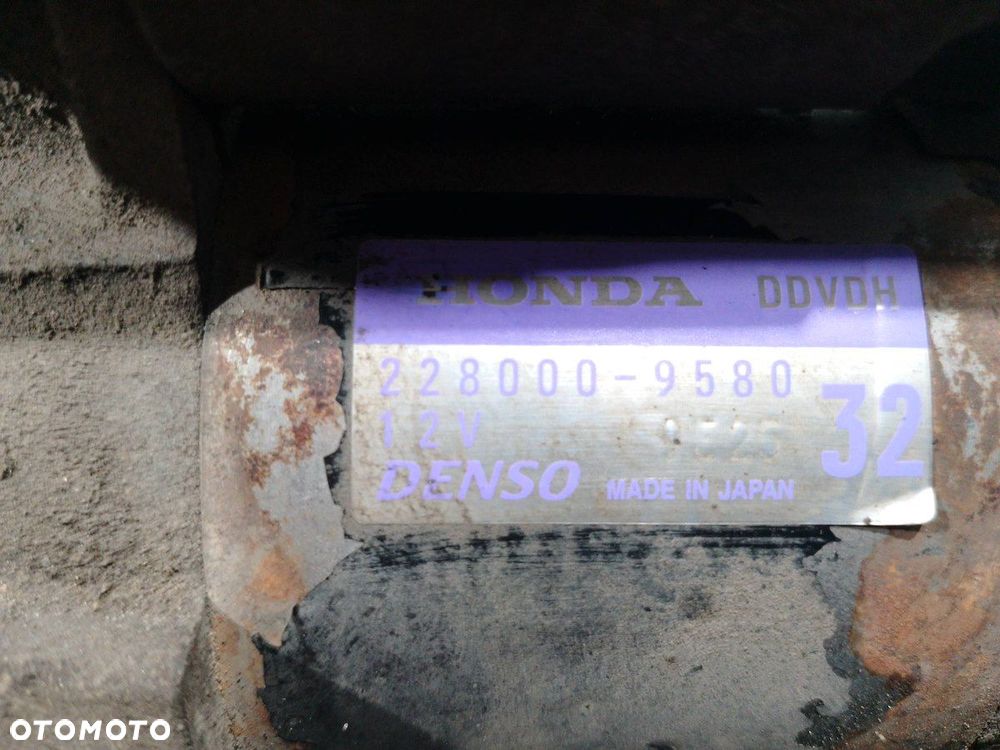 HONDA DDVDH
228000-9580
12V
32
DENSO MADE IN JAPAN
OTOMOTO